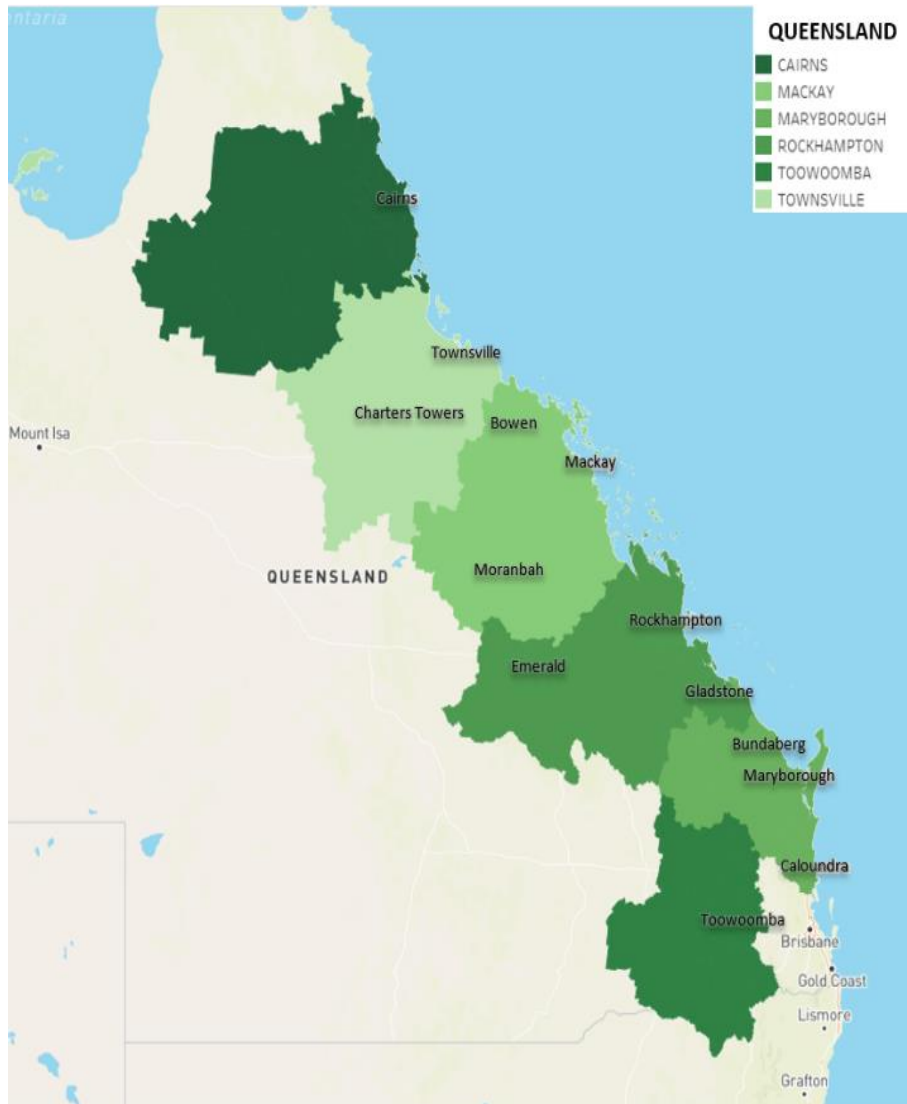 entaria
QUEENSLAND
CAIRNS
MACKAY
MARYBOROUGH
ROCKHAMPTON
TOOWOOMBA
TOWNSVILLE
Cairns
Townsville
Charters Towers
Bowen
Mount Isa
Mackay
Moranbah
QUEENSLAND
Rockhampton
Emerald
Gladstone
Bundaberg
Maryborough
Caloundra
Toowoomba
Brisbane
Gold Coast
Lismore
Grafton